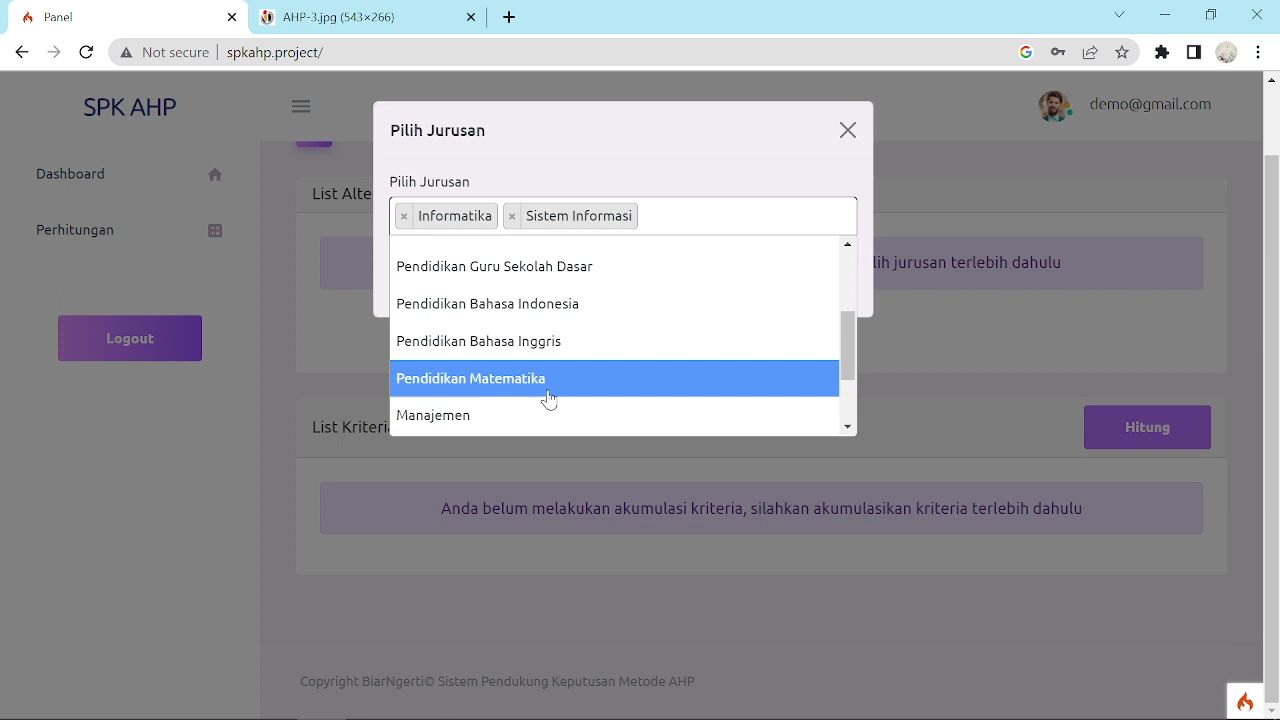 Panel
AHP-3.jpg (543×266)
Not secure
spkahp.project/
SPK AHP
demo@gmail.com
Dashboard
Perhitungan
Logout
Pilih Jurusan
Pilih Jurusan
× Informatika × Sistem Informasi
Pendidikan Guru Sekolah Dasar
Pendidikan Bahasa Indonesia
Pendidikan Bahasa Inggris
Pendidikan Matematika
Manajemen
List Alte
lih jurusan terlebih dahulu
List Kriteri
Hitung
Anda belum melakukan akumulasi kriteria, silahkan akumulasikan kriteria terlebih dahulu
Copyright BiarNgerti© Sistem Pendukung Keputusan Metode AHP